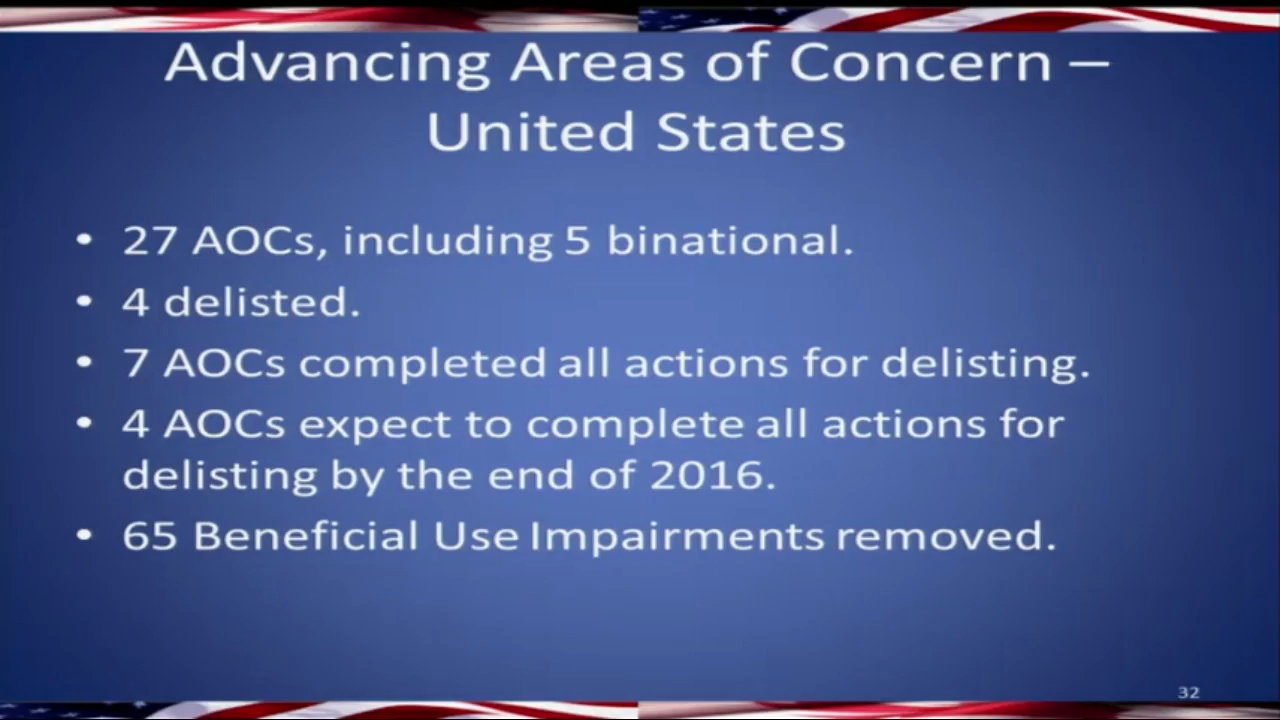 Advancing Areas of Concern –
United States
• 27 AOCs, including 5 binational.
• 4 delisted.
• 7 AOCs completed all actions for delisting.
• 4 AOCs expect to complete all actions for
delisting by the end of 2016.
• 65 Beneficial Use Impairments removed.
32